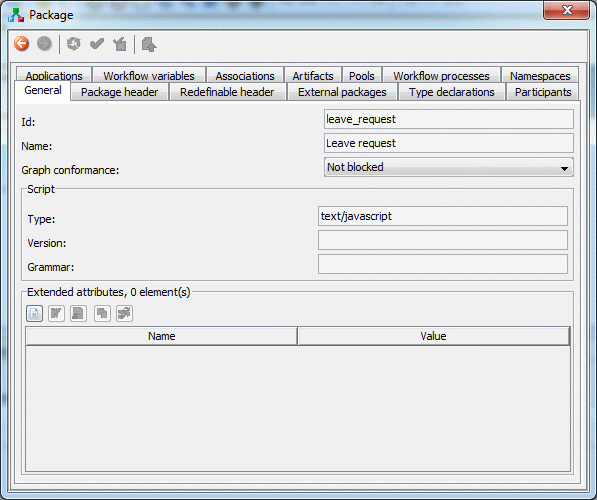 Package
Applications Workflow variables Associations Artifacts Pools Workflow processes Namespaces
General Package header Redefinable header External packages Type declarations Participants
Id: leave_request
Name: Leave request
Graph conformance: Not blocked
Script
Type: text/javascript
Version:
Grammar:
Extended attributes, 0 element(s)
Name Value